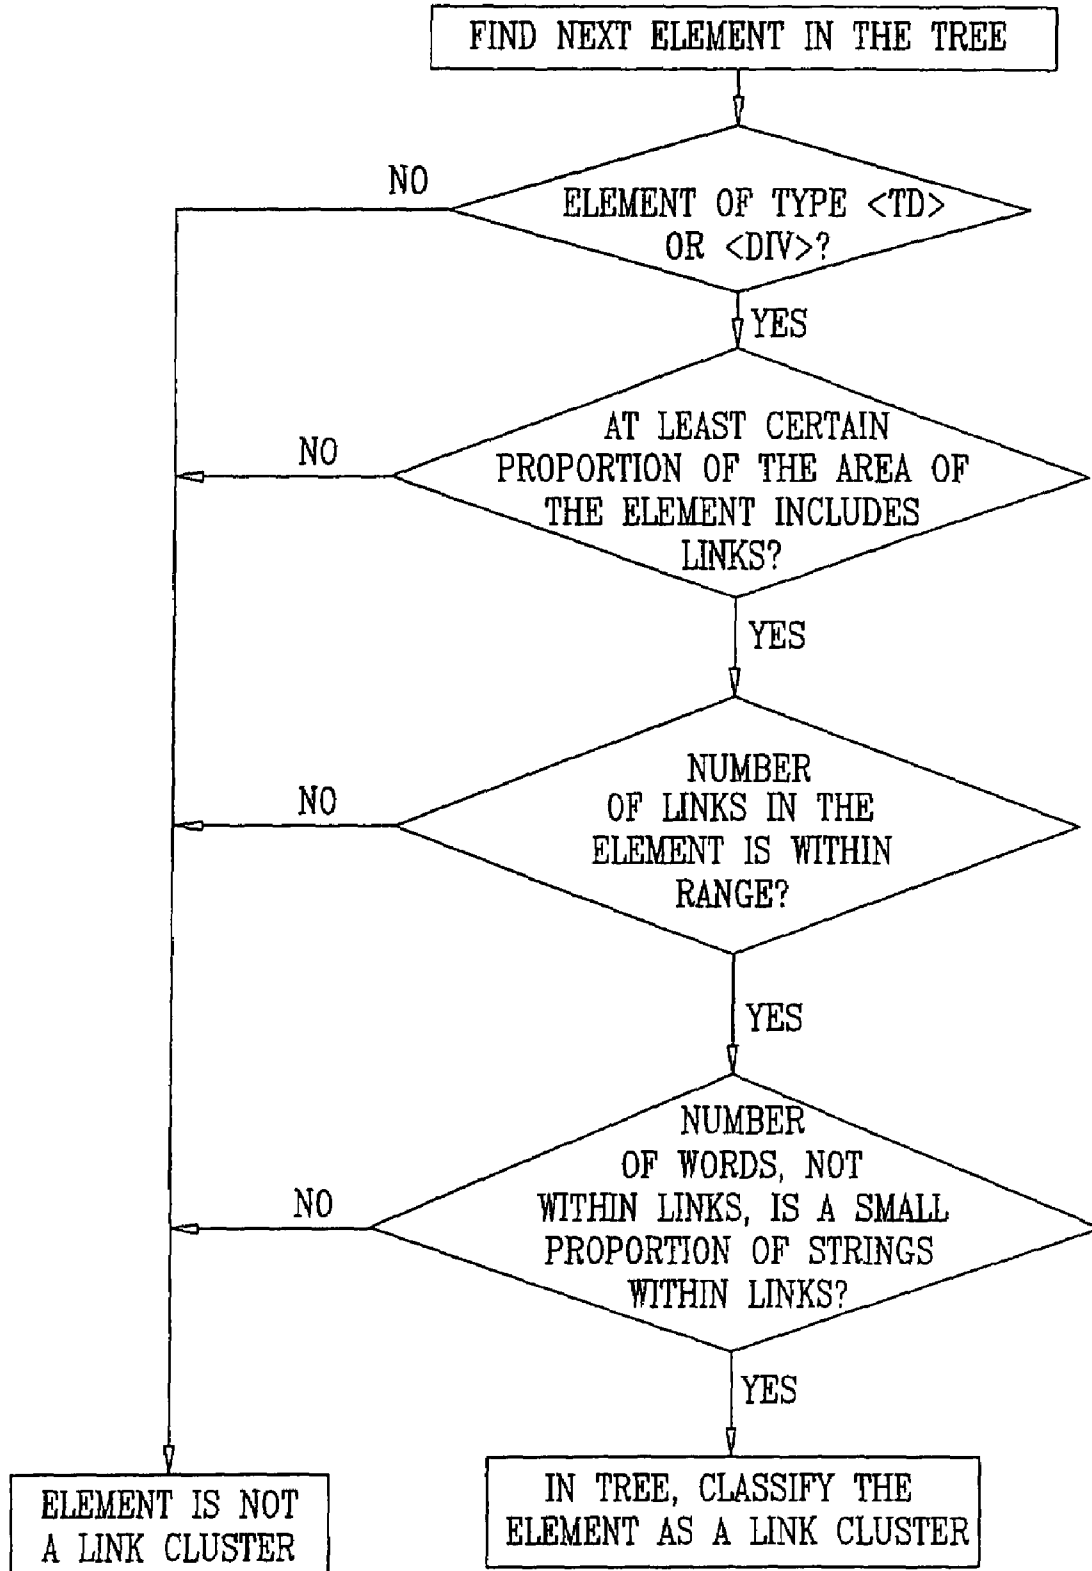 FIND NEXT ELEMENT IN THE TREE
NO
ELEMENT OF TYPE <TD>
OR <DIV>?
YES
AT LEAST CERTAIN
PROPORTION OF THE AREA OF
THE ELEMENT INCLUDES
LINKS?
NO
YES
NUMBER
OF LINKS IN THE
ELEMENT IS WITHIN
RANGE?
NO
YES
NUMBER
OF WORDS, NOT
WITHIN LINKS, IS A SMALL
PROPORTION OF STRINGS
WITHIN LINKS?
NO
YES
ELEMENT IS NOT
A LINK CLUSTER
IN TREE, CLASSIFY THE
ELEMENT AS A LINK CLUSTER